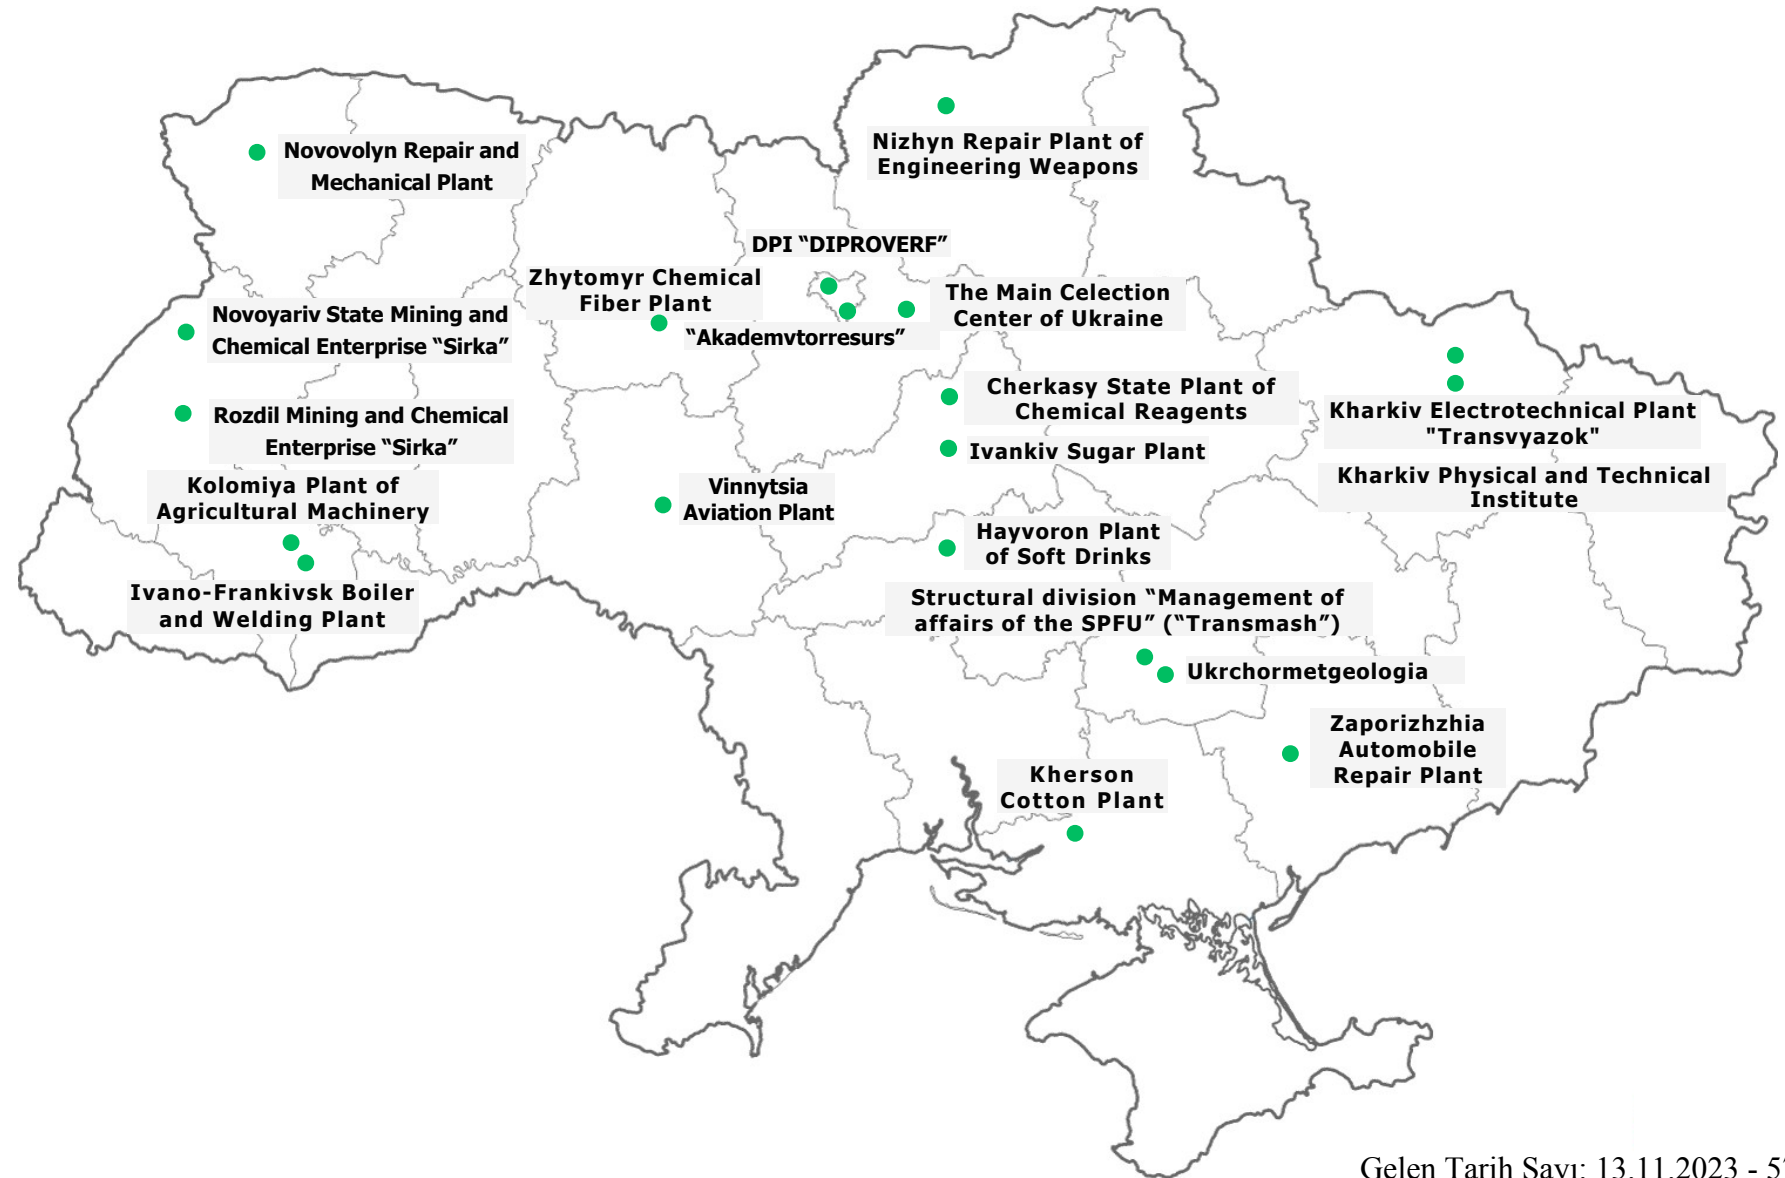 Nizhyn Repair Plant of
Engineering Weapons
Novovolyn Repair and
Mechanical Plant
DPI “DIPROVERF”
Zhytomyr Chemical
Fiber Plant
The Main Celection
Center of Ukraine
“Akademvtorresurs”
Novoyariv State Mining and
Chemical Enterprise “Sirka”
Cherkasy State Plant of
Chemical Reagents
Kharkiv Electrotechnical Plant
"Transvyazok"
Rozdil Mining and Chemical
Enterprise “Sirka”
Ivankiv Sugar Plant
Kharkiv Physical and Technical
Institute
Kolomiya Plant of
Agricultural Machinery
Vinnytsia
Aviation Plant
Hayvoron Plant
of Soft Drinks
Ivano-Frankivsk Boiler
and Welding Plant
Structural division “Management of
affairs of the SPFU” (“Transmash”)
Ukrchormetgeologia
Zaporizhzhia
Automobile
Repair Plant
Kherson
Cotton Plant
Gelen Tarih Sayı: 13.11.2023 -